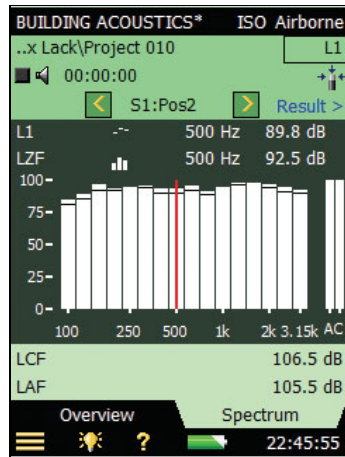 BUILDING ACOUSTICS* ISO Airborne
..x Lack\Project 010 L1
00:00:00
< S1:Pos2 > Result >
L1 -'- 500 Hz 89.8 dB
LZF 500 Hz 92.5 dB
100-
75-
50-
25-
0-
100 250 500 1k 2k 3.15k AC
LCF 106.5 dB
LAF 105.5 dB
Overview Spectrum
? 22:45:55